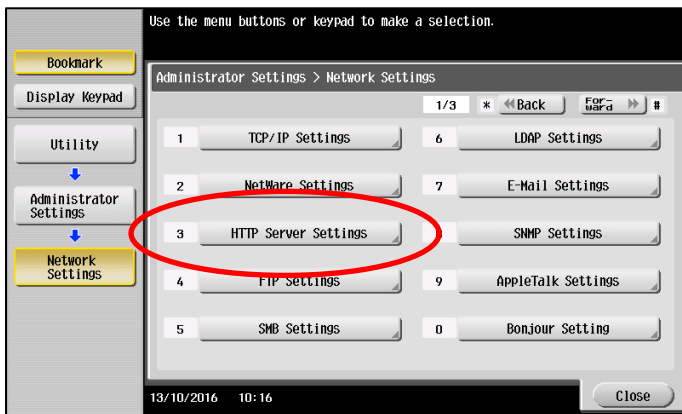 Use the menu buttons or keypad to make a selection.
Bookmark
Display Keypad
Utility
Administrator
Settings
Network
Settings
Administrator Settings > Network Settings
1/3 * Back For-
ward #
1 TCP/IP Settings
2 NetWare Settings
3 HTTP Server Settings
4 FTP Settings
5 SMB Settings
6 LDAP Settings
7 E-Mail Settings
SNMP Settings
9 AppleTalk Settings
0 Bonjour Setting
13/10/2016 10:16
Close